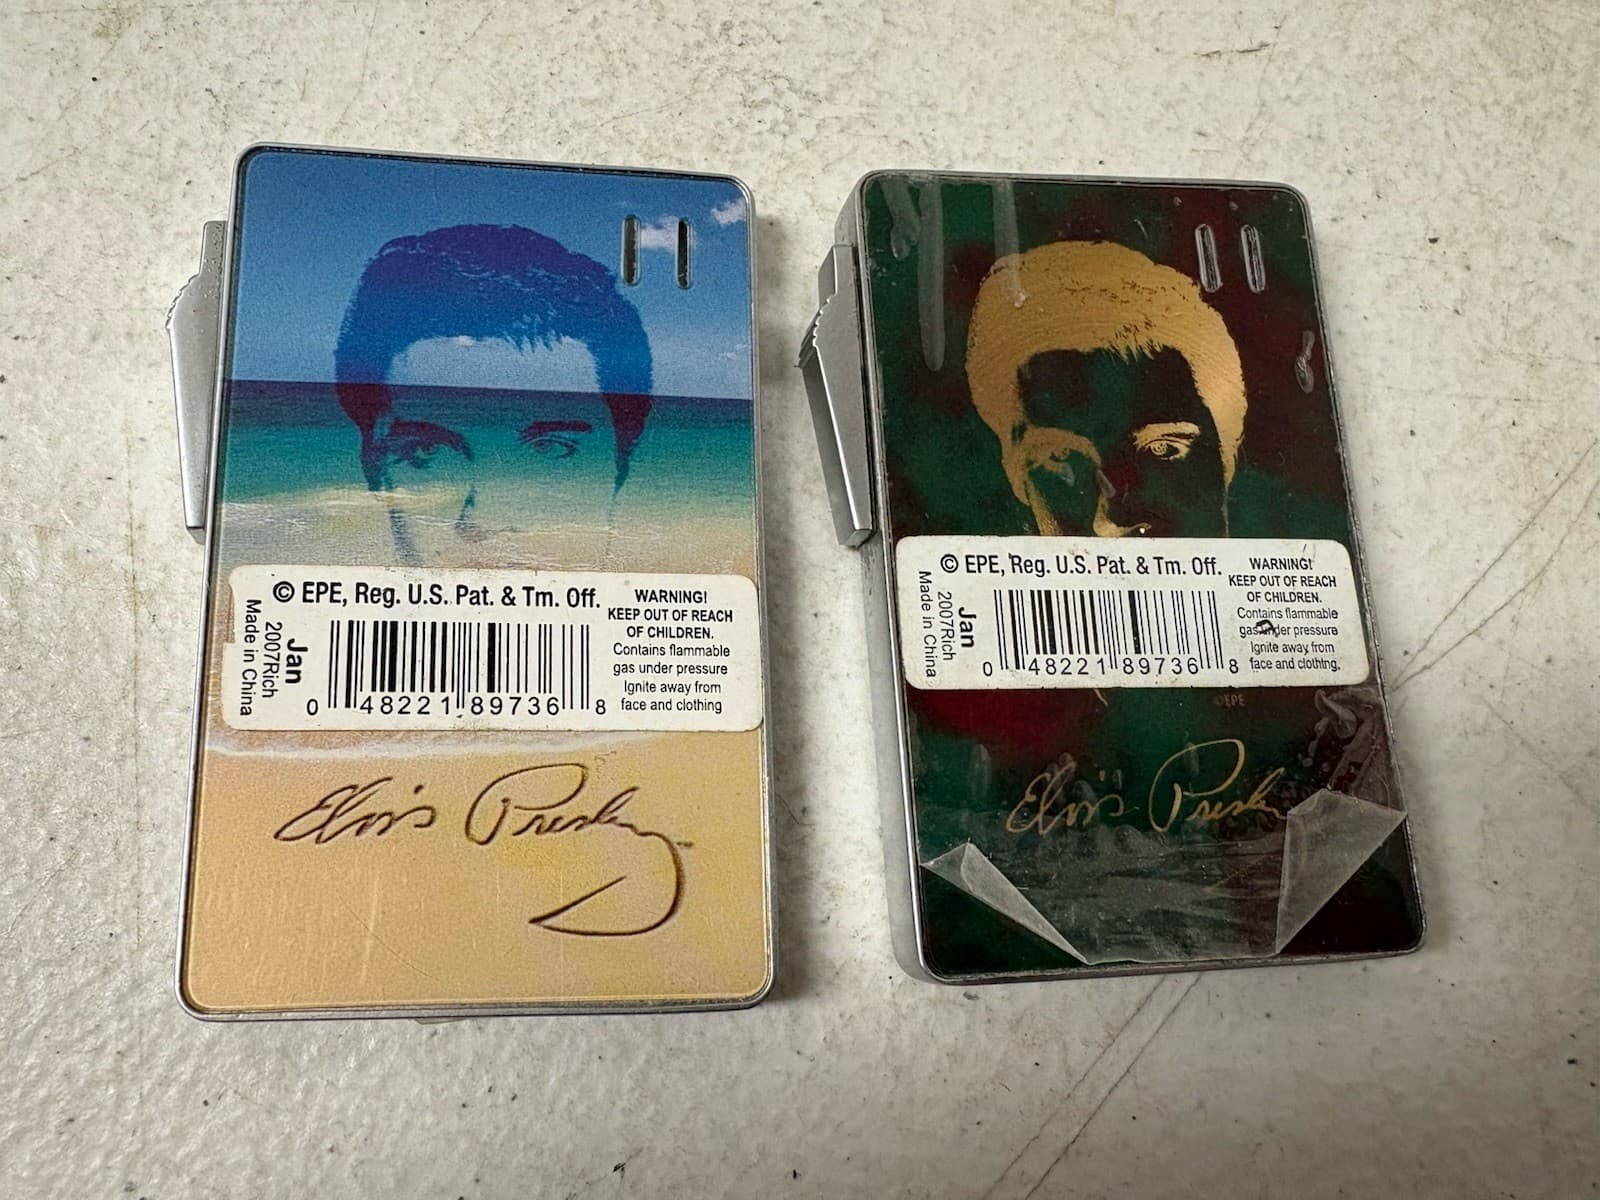 © EPE, Reg. U.S. Pat. & Tm. Off.
Jan
2007Rich
Made in China
0 48221 89736 8
WARNING!
KEEP OUT OF REACH
OF CHILDREN.
Contains flammable
gas under pressure
Ignite away from
face and clothing
Elvis Presley
© EPE, Reg. U.S. Pat. & Tm. Off.
Jan
2007Rich
Made in China
0 48221 89736 8
WARNING!
KEEP OUT OF REACH
OF CHILDREN.
Contains flammable
gas under pressure
Ignite away from
face and clothing.
©EPE
Elvis Presley